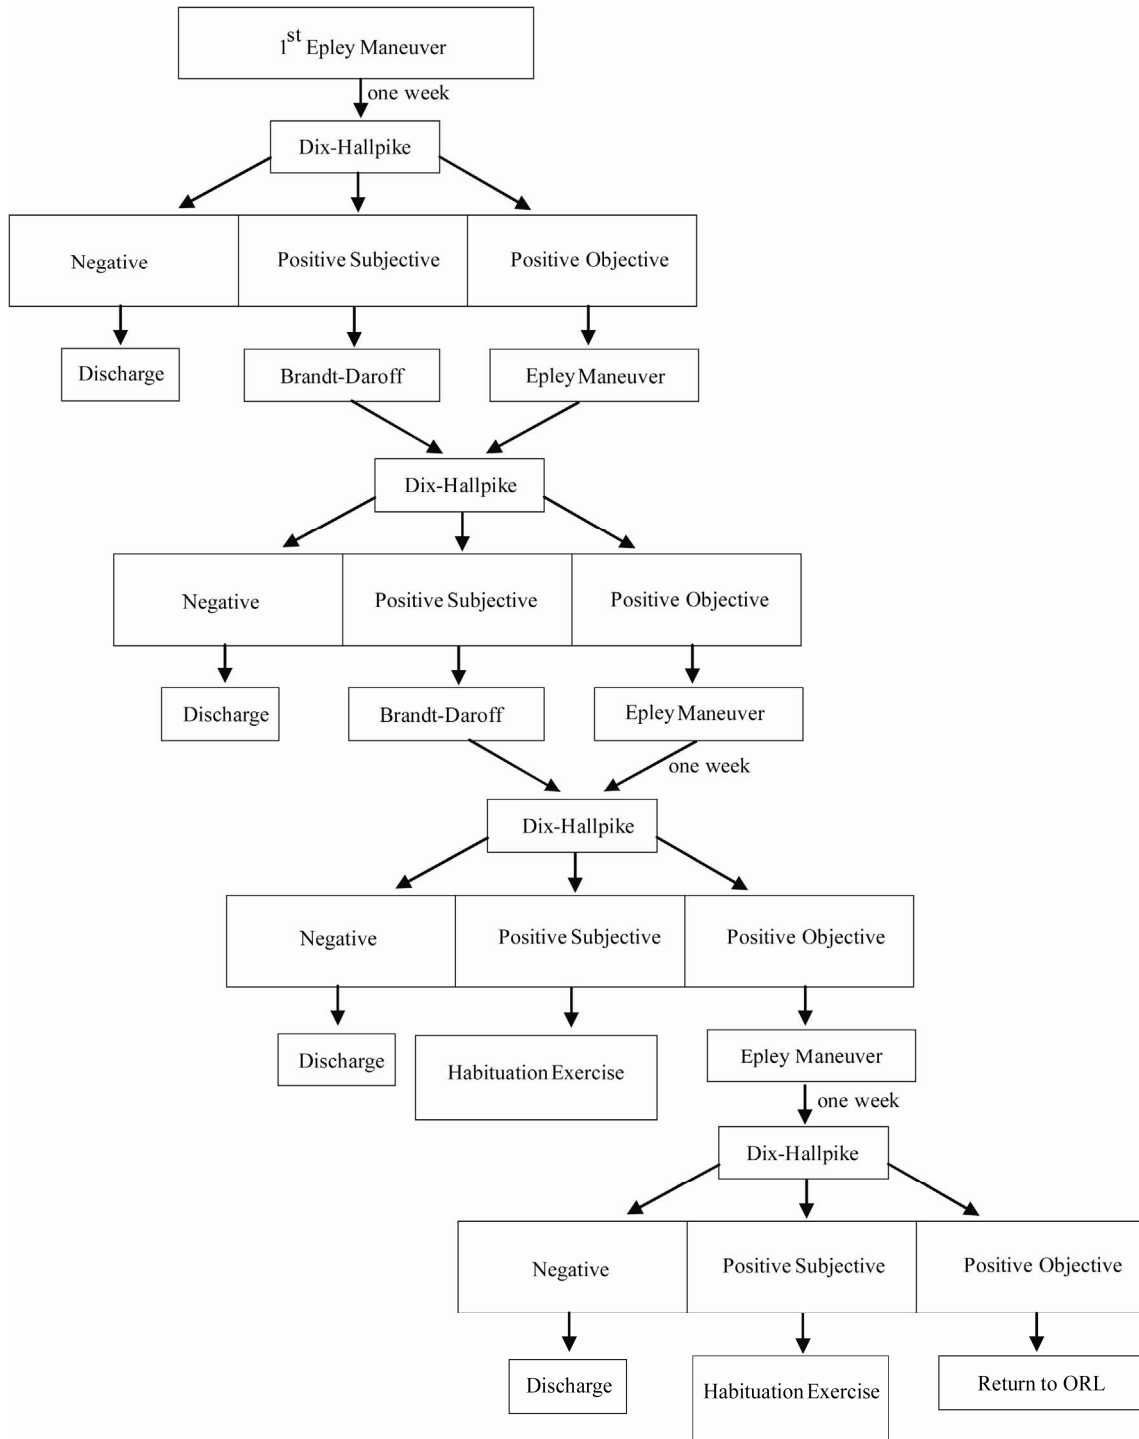 1st Epley Maneuver
one week
Dix-Hallpike
Negative
Positive Subjective
Positive Objective
Discharge
Brandt-Daroff
Epley Maneuver
Dix-Hallpike
Negative
Positive Subjective
Positive Objective
Discharge
Brandt-Daroff
Epley Maneuver
one week
Dix-Hallpike
Negative
Positive Subjective
Positive Objective
Discharge
Habituation Exercise
Epley Maneuver
one week
Dix-Hallpike
Negative
Positive Subjective
Positive Objective
Discharge
Habituation Exercise
Return to ORL